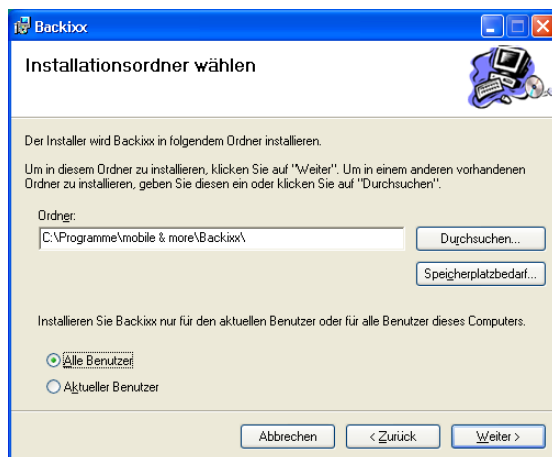 Backixx
Installationsordner wählen
Der Installer wird Backixx in folgendem Ordner installieren.
Um in diesem Ordner zu installieren, klicken Sie auf "Weiter". Um in einem anderen vorhandenen
Ordner zu installieren, geben Sie diesen ein oder klicken Sie auf "Durchsuchen".
Ordner:
C:\Programme\mobile & more\Backixx\
Durchsuchen...
Speicherplatzbedarf...
Installieren Sie Backixx nur für den aktuellen Benutzer oder für alle Benutzer dieses Computers.
Alle Benutzer
Aktueller Benutzer
Abbrechen
< Zurück
Weiter >